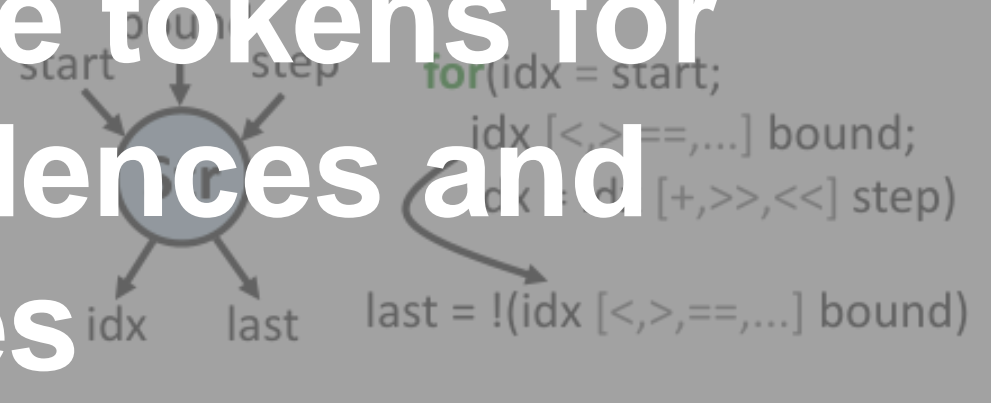 e tokens for
start step
for(idx = start;
idx [<,>,==,...] bound;
lences and
[+,>>,<<] step)
es
idx last
last = !(idx [<,>,==,...] bound)